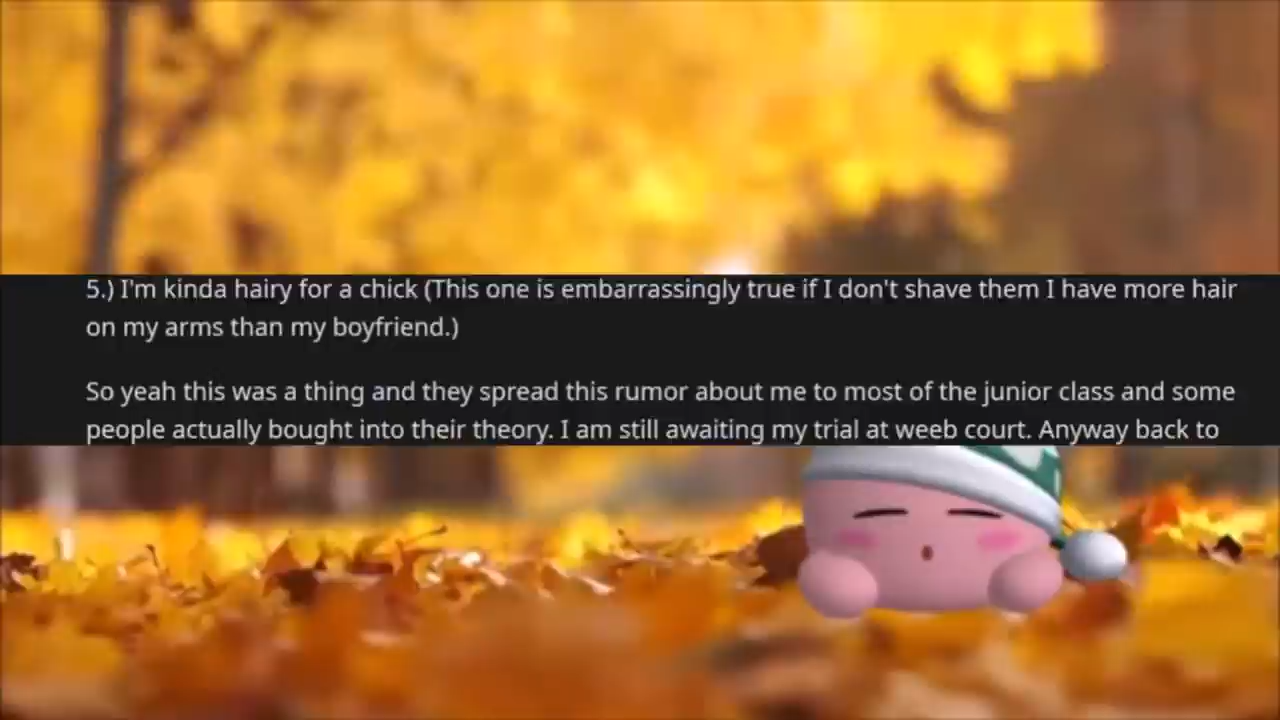 5.) I'm kinda hairy for a chick (This one is embarrassingly true if I don't shave them I have more hair
on my arms than my boyfriend.)
So yeah this was a thing and they spread this rumor about me to most of the junior class and some
people actually bought into their theory. I am still awaiting my trial at weeb court. Anyway back to